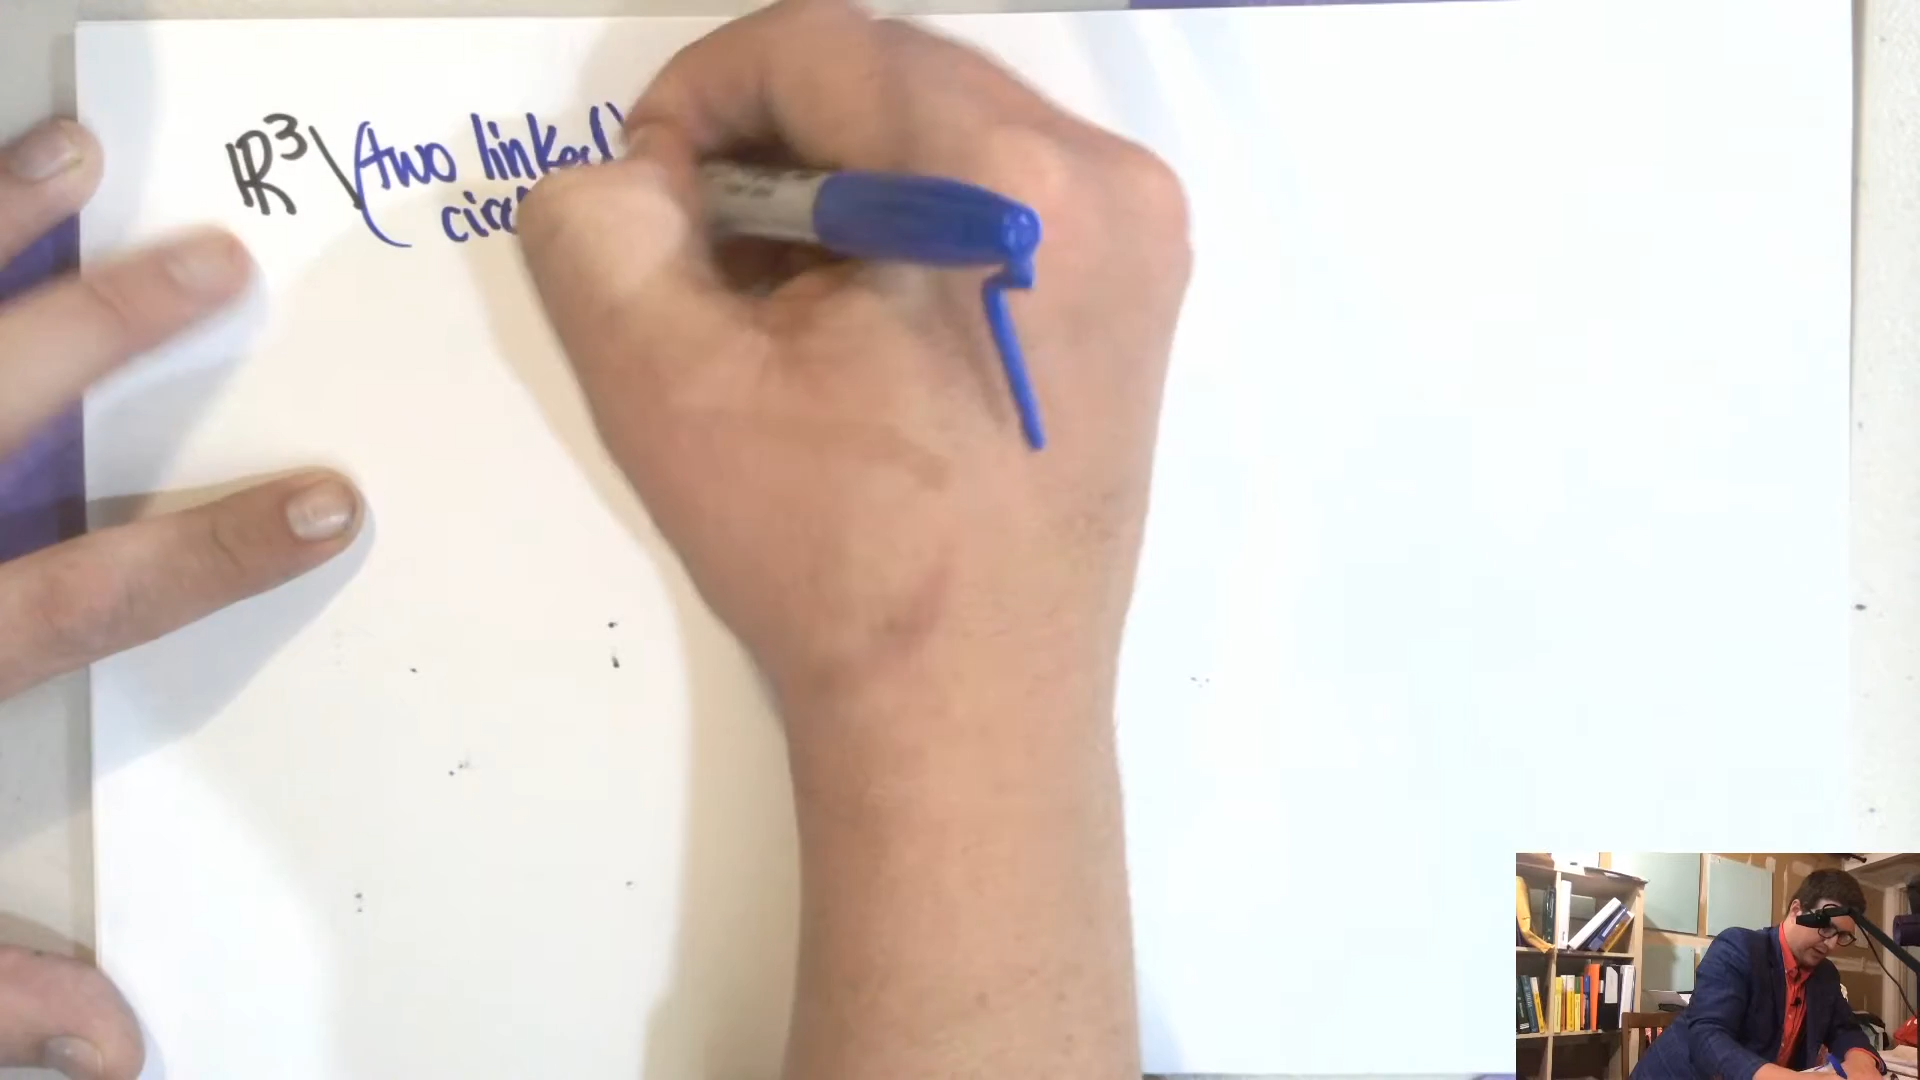 ℝ³ \ (two linked)